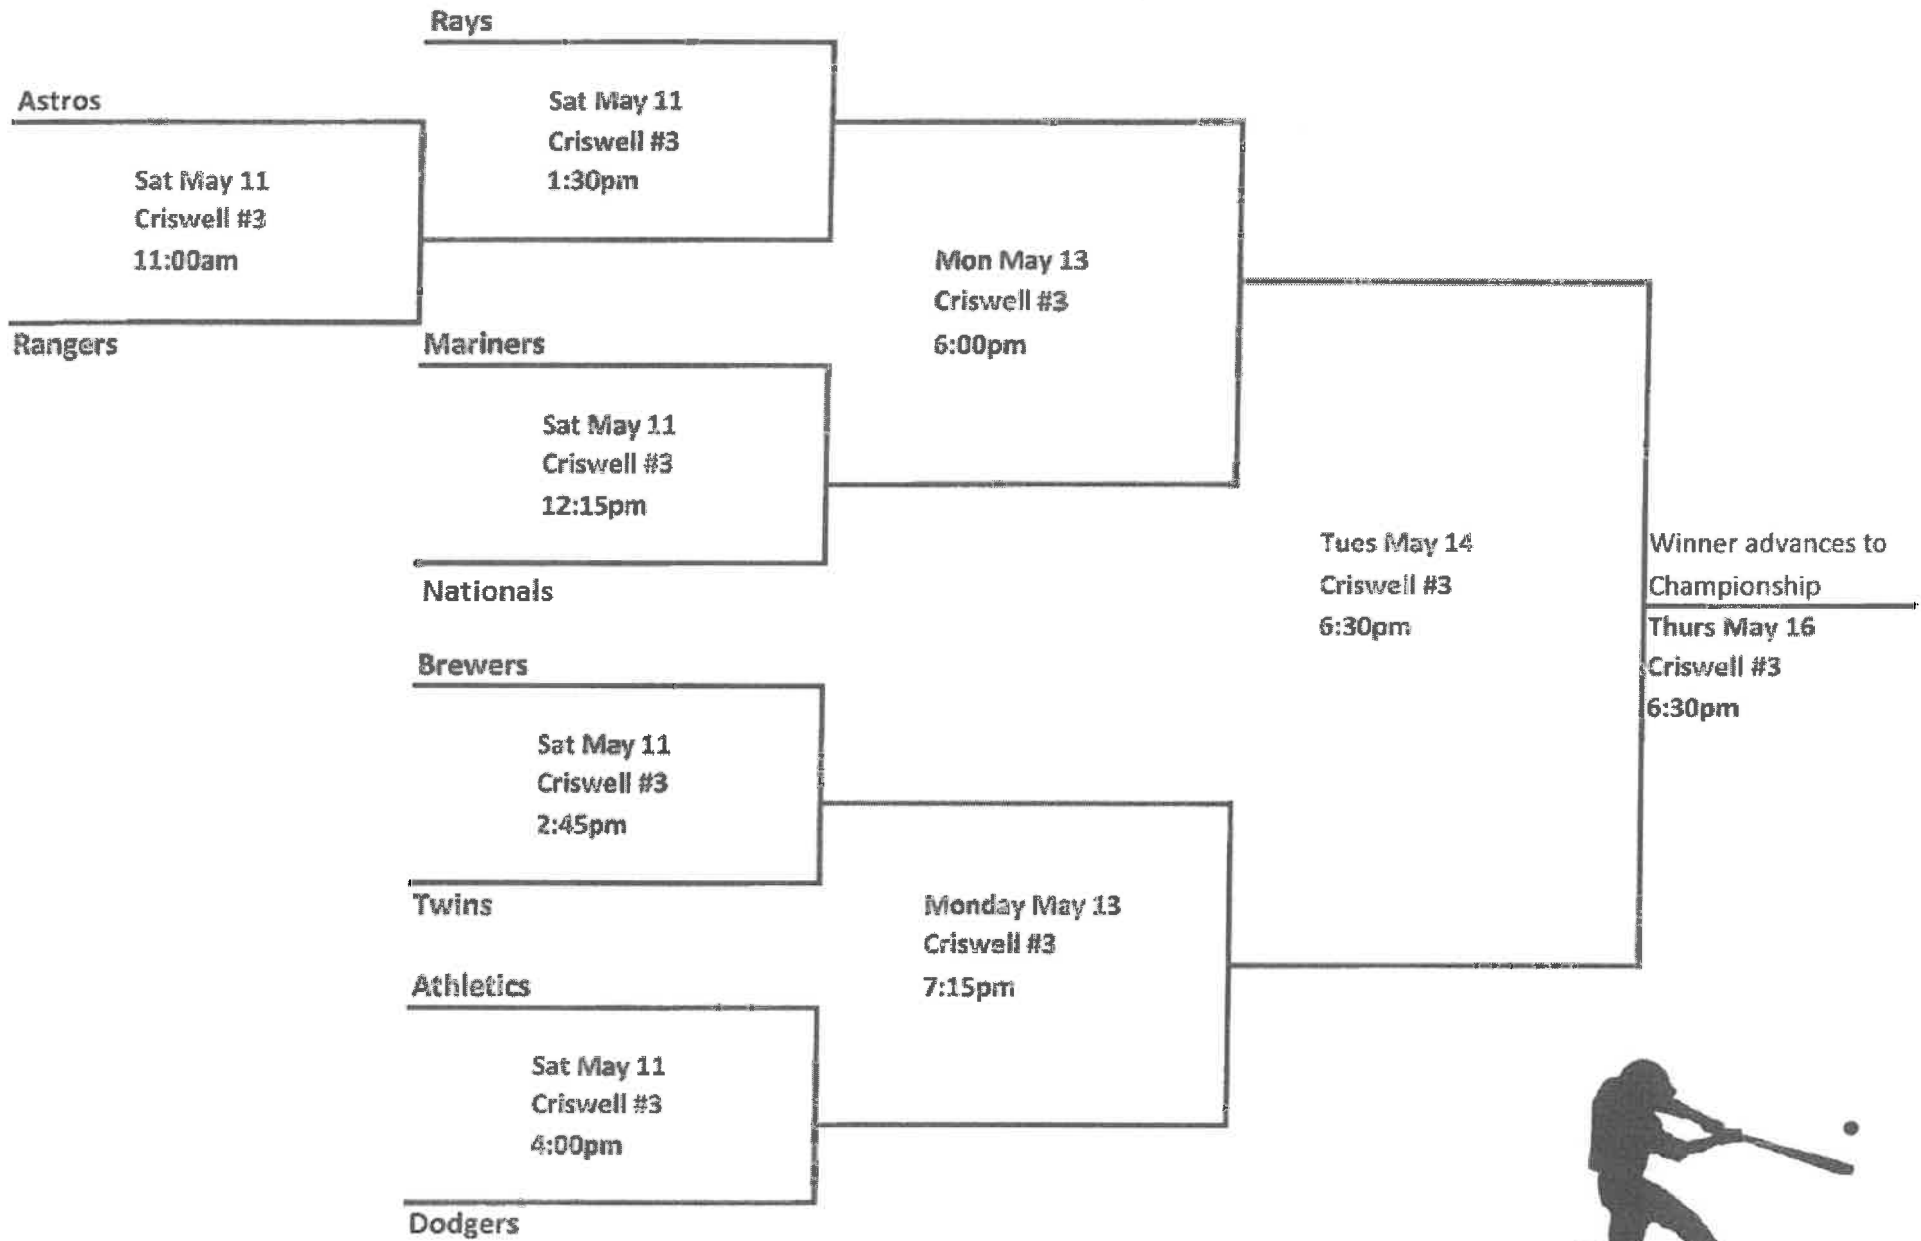 Rays
Astros
Sat May 11
Criswell #3
1:30pm
Sat May 11
Criswell #3
11:00am
Rangers
Mon May 13
Criswell #3
6:00pm
Mariners
Sat May 11
Criswell #3
12:15pm
Nationals
Tues May 14
Criswell #3
6:30pm
Winner advances to
Championship
Thurs May 16
Criswell #3
6:30pm
Brewers
Sat May 11
Criswell #3
2:45pm
Twins
Monday May 13
Criswell #3
7:15pm
Athletics
Sat May 11
Criswell #3
4:00pm
Dodgers